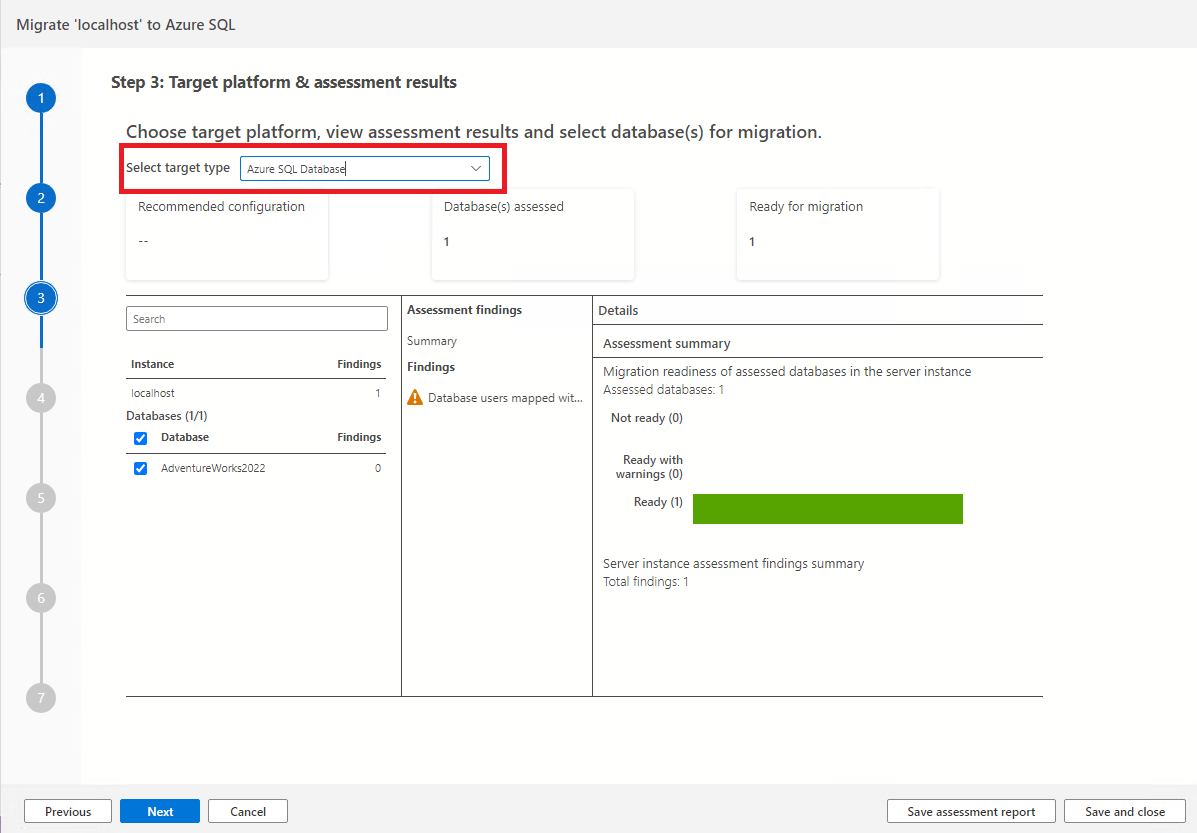 Migrate 'localhost' to Azure SQL
1
2
3
4
5
6
7
Step 3: Target platform & assessment results
Choose target platform, view assessment results and select database(s) for migration.
Select target type
Azure SQL Database
Recommended configuration
--
Database(s) assessed
1
Ready for migration
1
Search
Instance Findings
localhost 1
Databases (1/1)
Database Findings
AdventureWorks2022 0
Assessment findings
Summary
Findings
Database users mapped wit...
Details
Assessment summary
Migration readiness of assessed databases in the server instance
Assessed databases: 1
Not ready (0)
Ready with
warnings (0)
Ready (1)
Server instance assessment findings summary
Total findings: 1
Previous
Next
Cancel
Save assessment report
Save and close